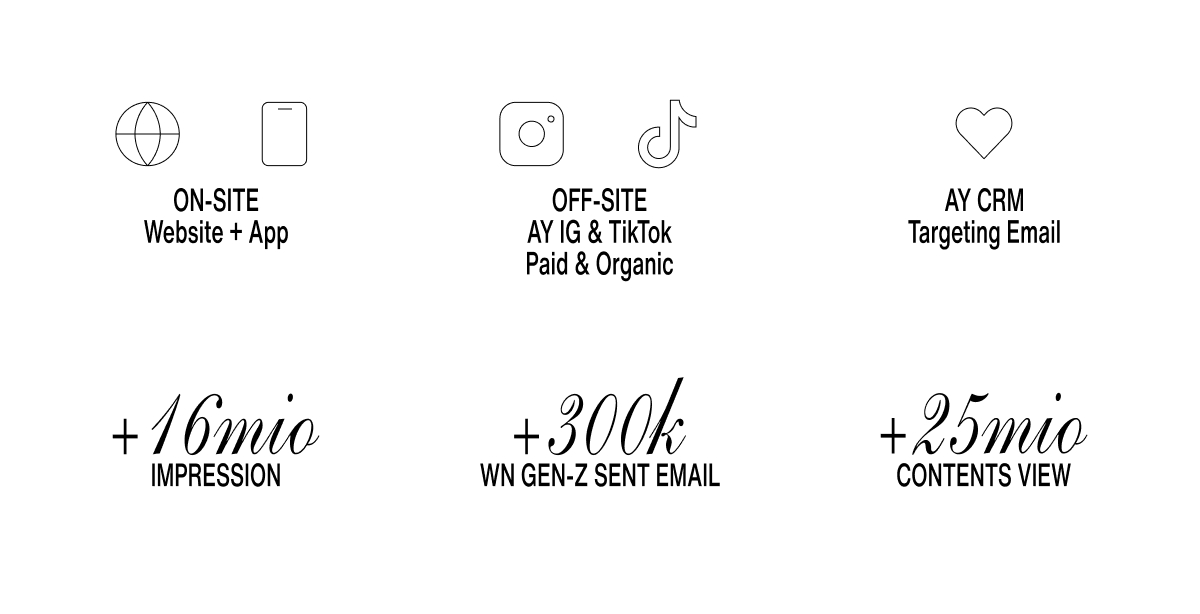 ON-SITE
Website + App
OFF-SITE
AY IG & TikTok
Paid & Organic
AY CRM
Targeting Email
+16mio
IMPRESSION
+300k
WN GEN-Z SENT EMAIL
+25mio
CONTENTS VIEW